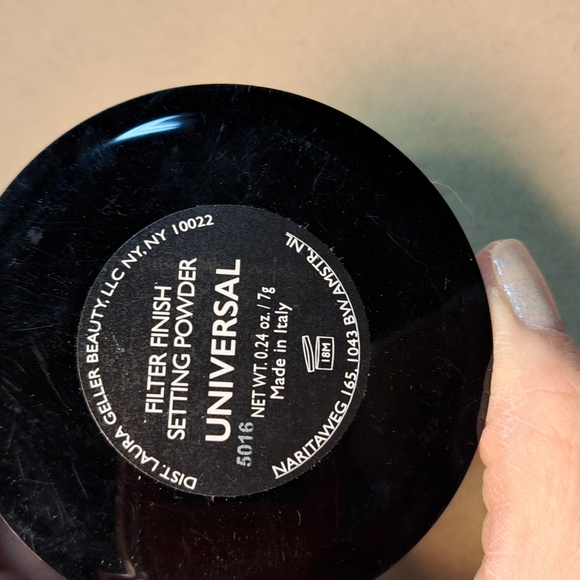 DIST. LAURA GELLER BEAUTY, LLC NY, NY 10022
FILTER FINISH
SETTING POWDER
UNIVERSAL
5016 NET WT. 0.24 oz. / 7g
Made in Italy
18M
NARITAWEG 165, 1043 BW AMSTR, NL